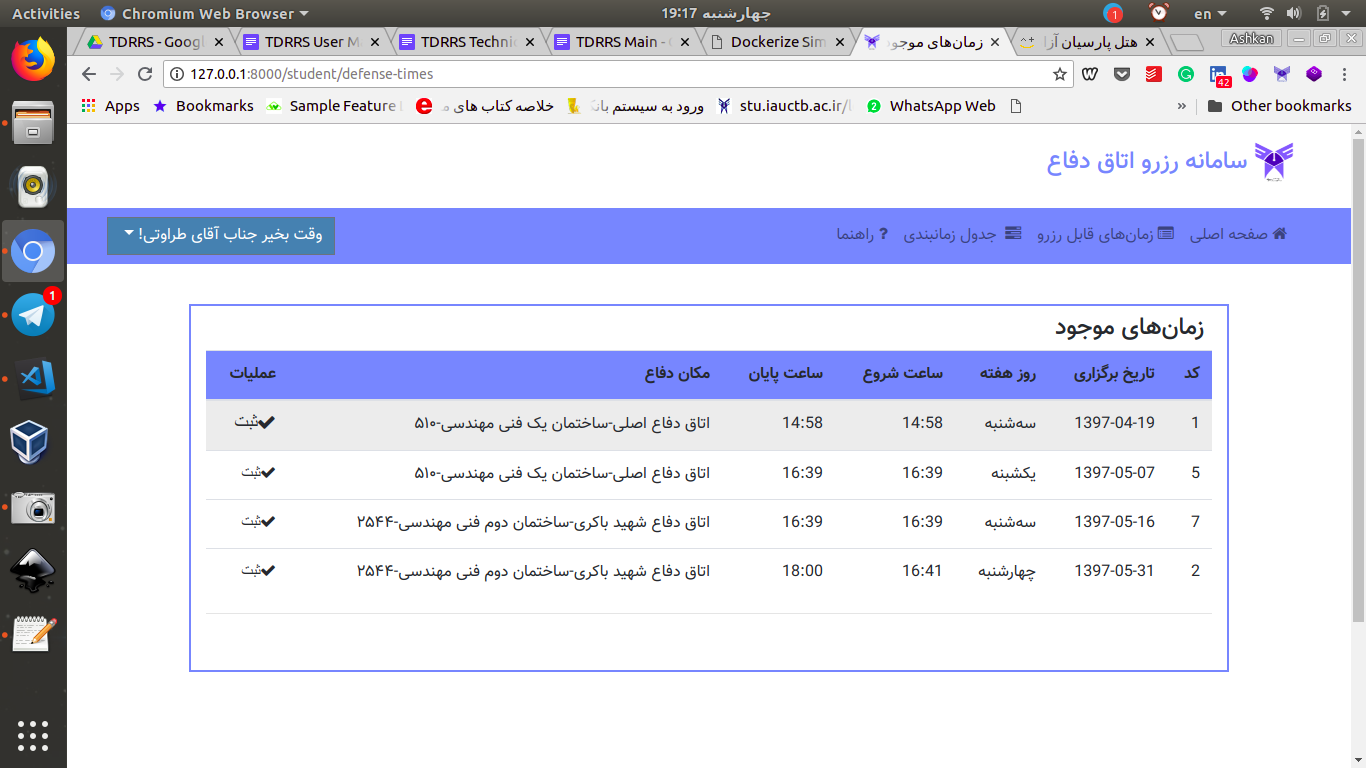 Activities Chromium Web Browser چهارشنبه 19:17 1 en
TDRRS - Googl TDRRS User M TDRRS Technic TDRRS Main - Dockerize Sim زمان‌های موجود هتل پارسیان آزا Ashkan
127.0.0.1:8000/student/defense-times 42
Apps Bookmarks Sample Feature خلاصه کتاب های ورود به سیستم stu.iauctb.ac.ir/ 2 WhatsApp Web » Other bookmarks
سامانه رزرو اتاق دفاع
صفحه اصلی زمان‌های قابل رزرو جدول زمانبندی ? راهنما وقت بخیر جناب آقای طراوتی!
1
زمان‌های موجود
کد تاریخ برگزاری روز هفته ساعت شروع ساعت پایان مکان دفاع عملیات
1 1397-04-19 سه‌شنبه 14:58 14:58 اتاق دفاع اصلی-ساختمان یک فنی مهندسی-۵۱۰ ثبت
5 1397-05-07 یکشبنه 16:39 16:39 اتاق دفاع اصلی-ساختمان یک فنی مهندسی-۵۱۰ ثبت
7 1397-05-16 سه‌شنبه 16:39 16:39 اتاق دفاع شهید باکری-ساختمان دوم فنی مهندسی-۲۵۴۴ ثبت
2 1397-05-31 چهارشنبه 16:41 18:00 اتاق دفاع شهید باکری-ساختمان دوم فنی مهندسی-۲۵۴۴ ثبت